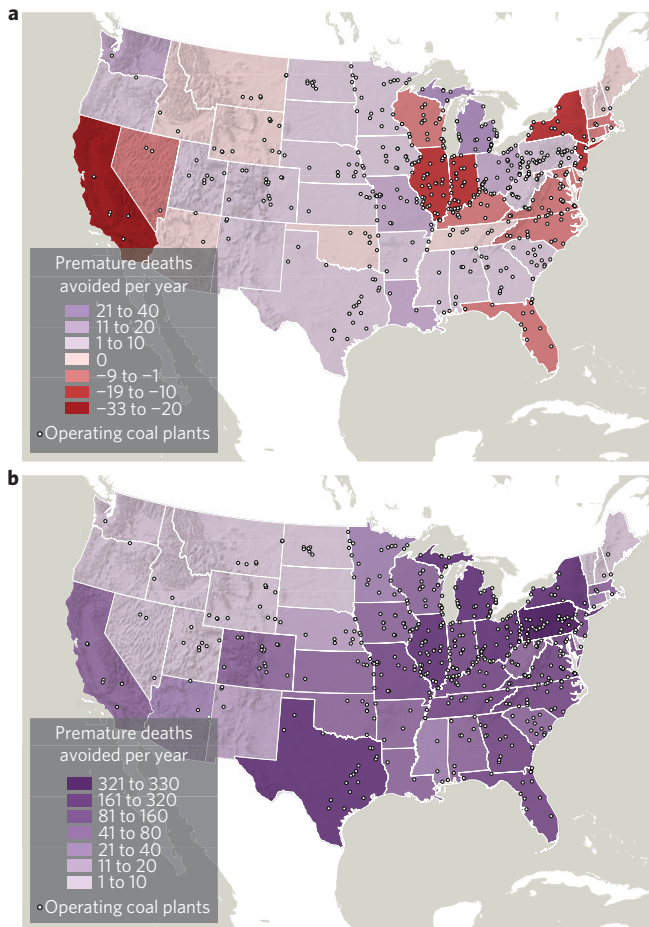 a
Premature deaths
avoided per year
21 to 40
11 to 20
1 to 10
0
−9 to −1
−19 to −10
−33 to −20
Operating coal plants
b
Premature deaths
avoided per year
321 to 330
161 to 320
81 to 160
41 to 80
21 to 40
11 to 20
1 to 10
Operating coal plants